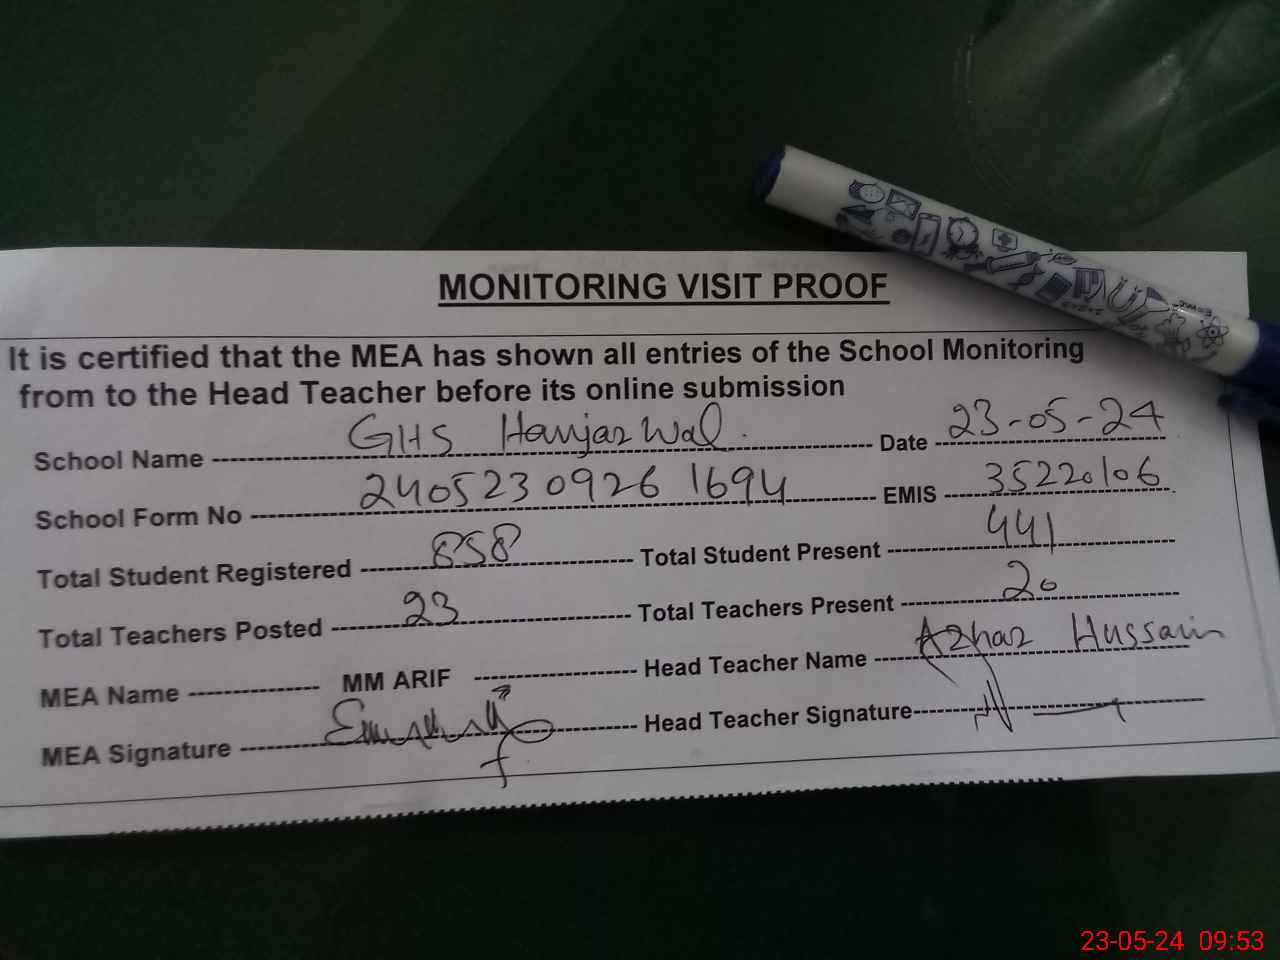 MONITORING VISIT PROOF
It is certified that the MEA has shown all entries of the School Monitoring
from to the Head Teacher before its online submission
School Name GHS Hanjarwal Date 23-05-24
School Form No 2405230926 1694 EMIS 35220106
Total Student Registered 858 Total Student Present 441
Total Teachers Posted 23 Total Teachers Present 20
MEA Name MM ARIF Head Teacher Name Azhar Hussain
MEA Signature Head Teacher Signature
23-05-24 09:53